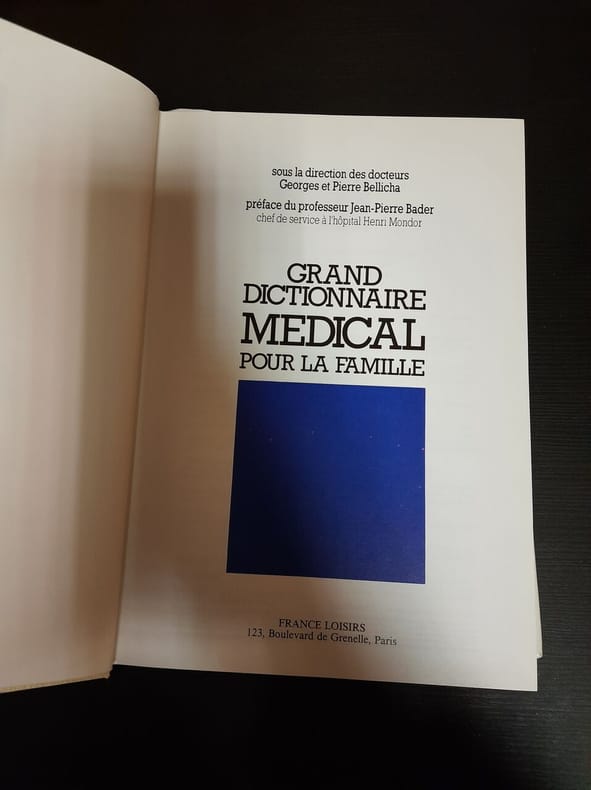 sous la direction des docteurs
Georges et Pierre Bellicha
préface du professeur Jean-Pierre Bader
chef de service à l'hôpital Henri Mondor
GRAND
DICTIONNAIRE
MEDICAL
POUR LA FAMILLE
FRANCE LOISIRS
123, Boulevard de Grenelle, Paris